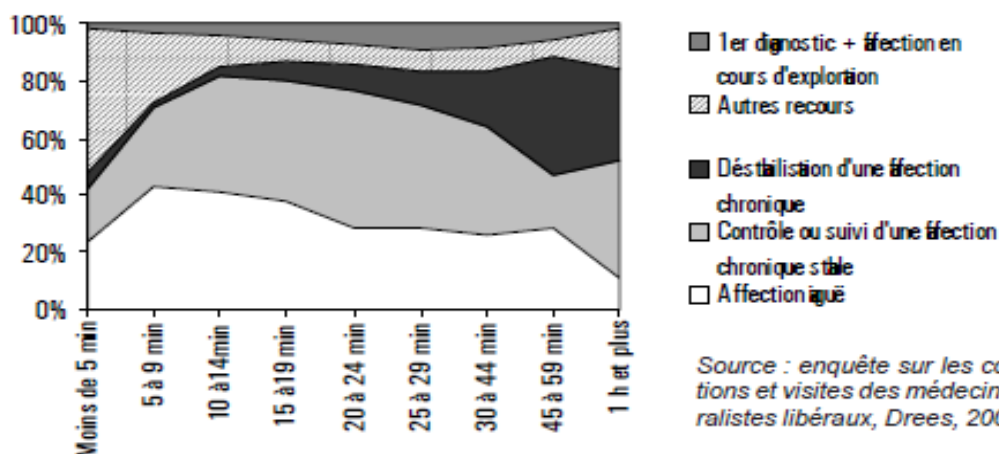 100%
80%
60%
40%
20%
0%
Moins de 5 min
5 à 9 min
10 à 14min
15 à 19 min
20 à 24 min
25 à 29 min
30 à 44 min
45 à 59 min
1 h et plus
1er diagnostic + affection en
cours d'exploration
Autres recours
Déstabilisation d'une affection
chronique
Contrôle ou suivi d'une affection
chronique stable
Affection aiguë
Source : enquête sur les
tions et visites des médecin
ralistes libéraux, Drees,